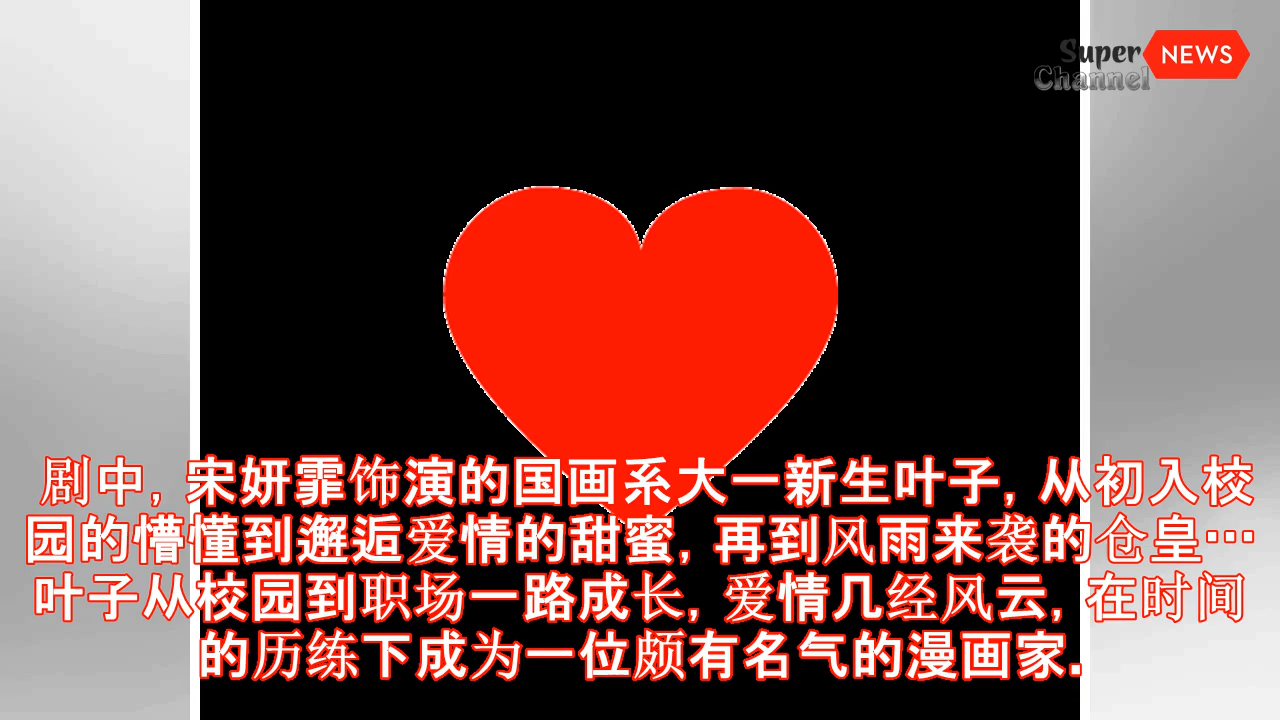 Super
Channel
NEWS
剧中, 宋妍霏饰演的国画系大一新生叶子, 从初入校
园的懵懂到邂逅爱情的甜蜜, 再到风雨来袭的仓皇…
叶子从校园到职场一路成长, 爱情几经风云, 在时间
的历练下成为一位颇有名气的漫画家.